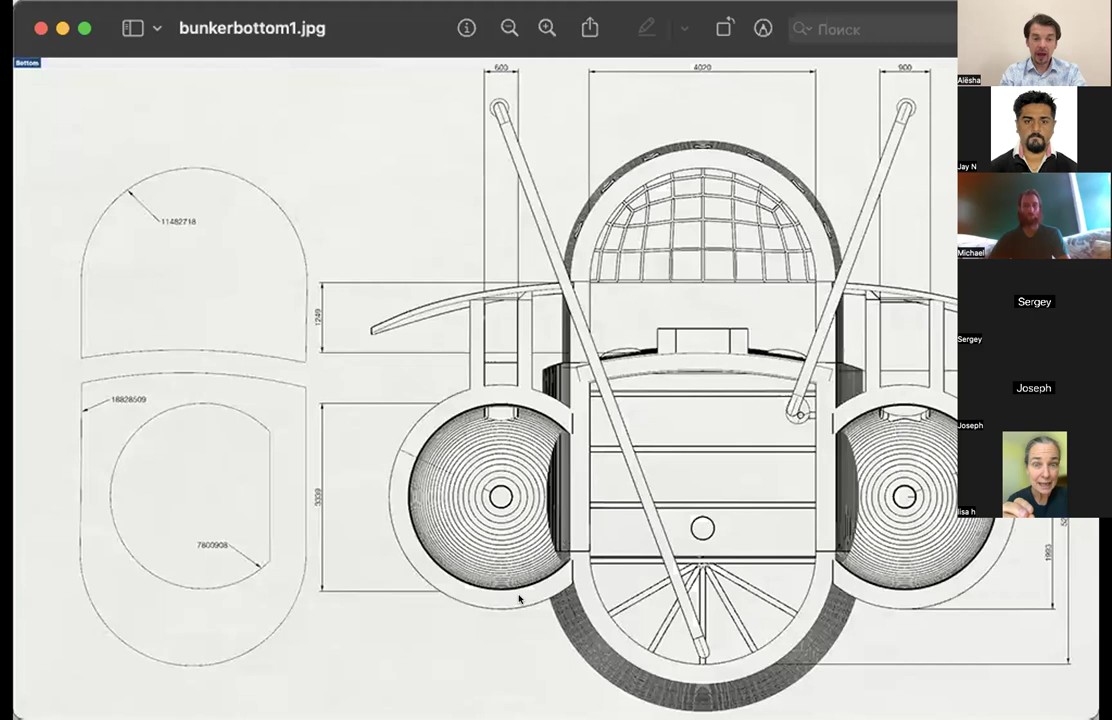 bunkerbottom1.jpg
Поиск
Bottom
600
4020
900
Alësha
11482718
Jay N
Michael
1249
Sergey
Sergey
Joseph
18828509
Joseph
3339
7800908
lisa h
1993